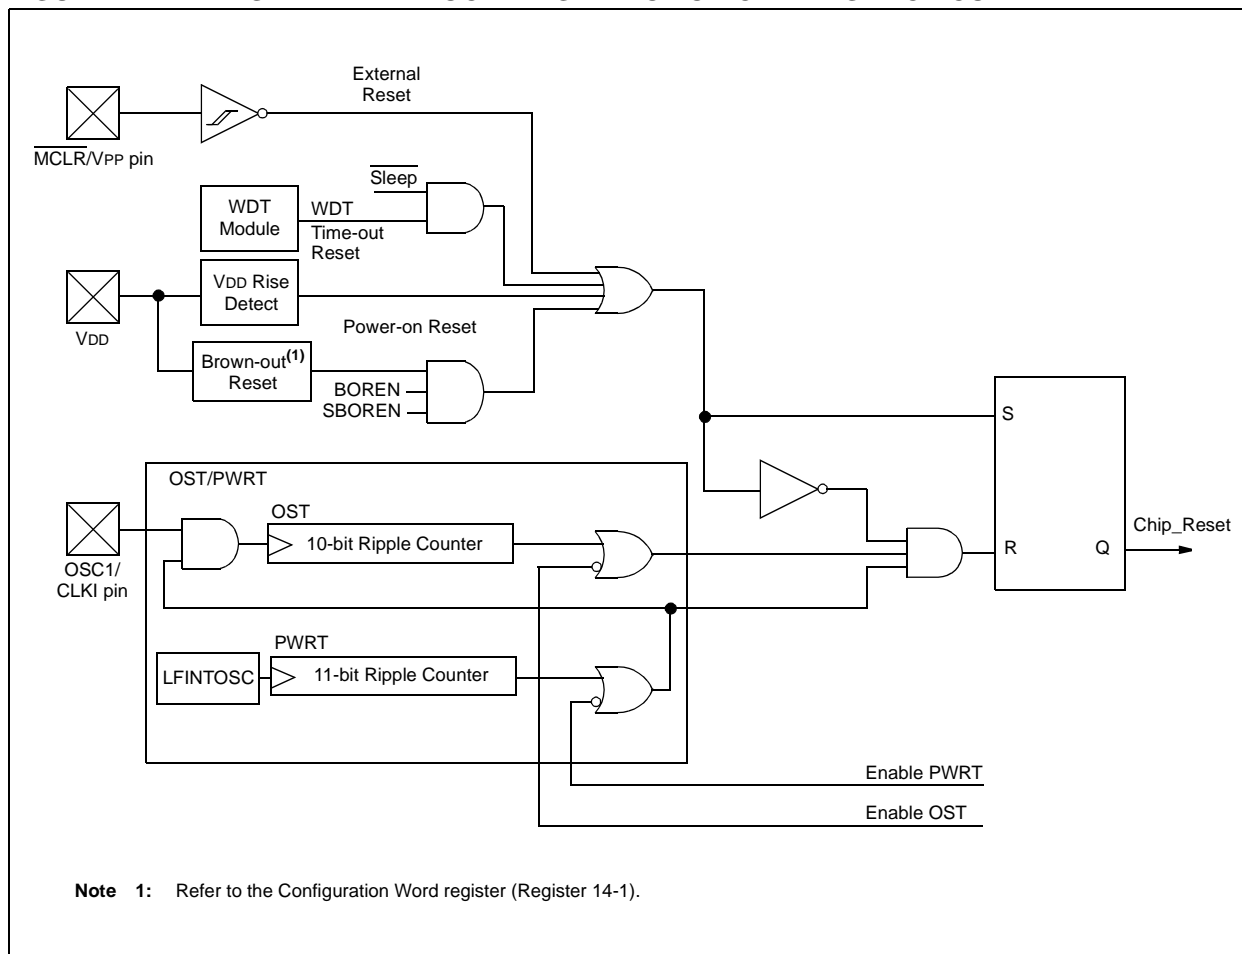 External
Reset
MCLR/VPP pin
Sleep
WDT
Module
WDT
Time-out
Reset
VDD Rise
Detect
VDD
Power-on Reset
Brown-out(1)
Reset
BOREN
SBOREN
S
OST/PWRT
OST
10-bit Ripple Counter
OSC1/
CLKI pin
R
Q
Chip_Reset
PWRT
LFINTOSC
11-bit Ripple Counter
Enable PWRT
Enable OST
Note 1: Refer to the Configuration Word register (Register 14-1).